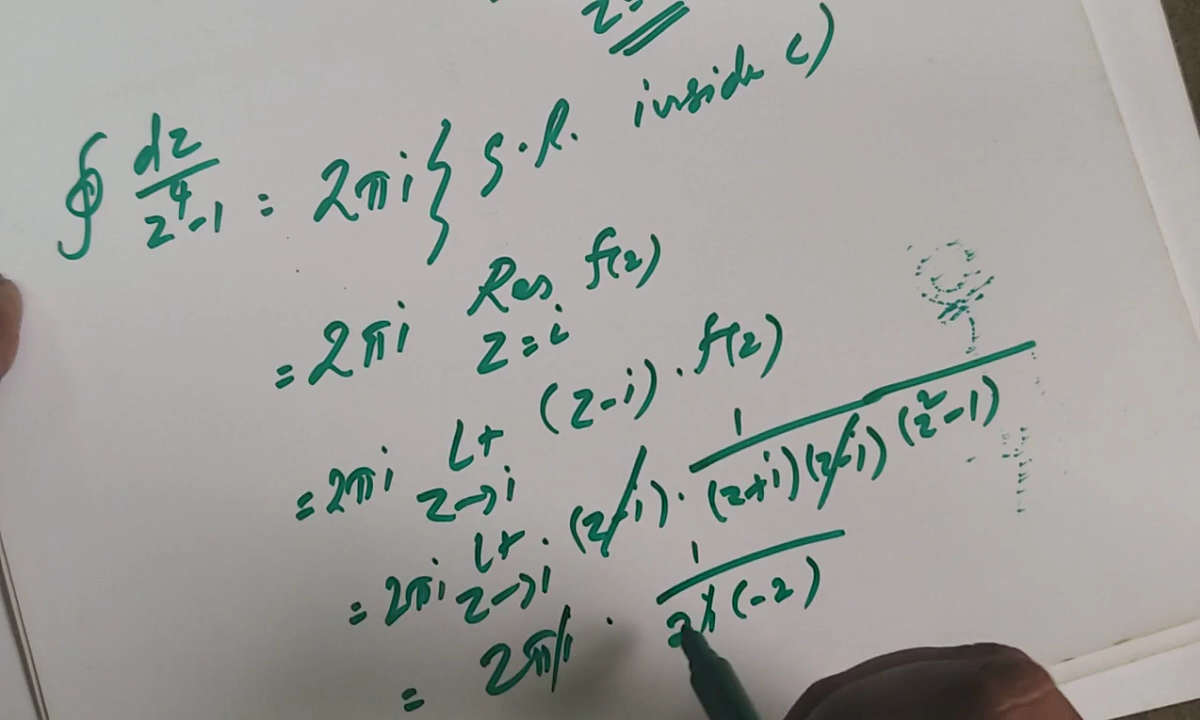 ∮ dz/(z⁴-1) = 2πi { S.R. inside C)
= 2πi Res f(z) z=i
= 2πi Lt z→i (z-i) . f(z)
= 2πi Lt z→i . (z-i) . 1/((z+i)(z-i)(z²-1))
= 2πi . 1/(2i(-2))